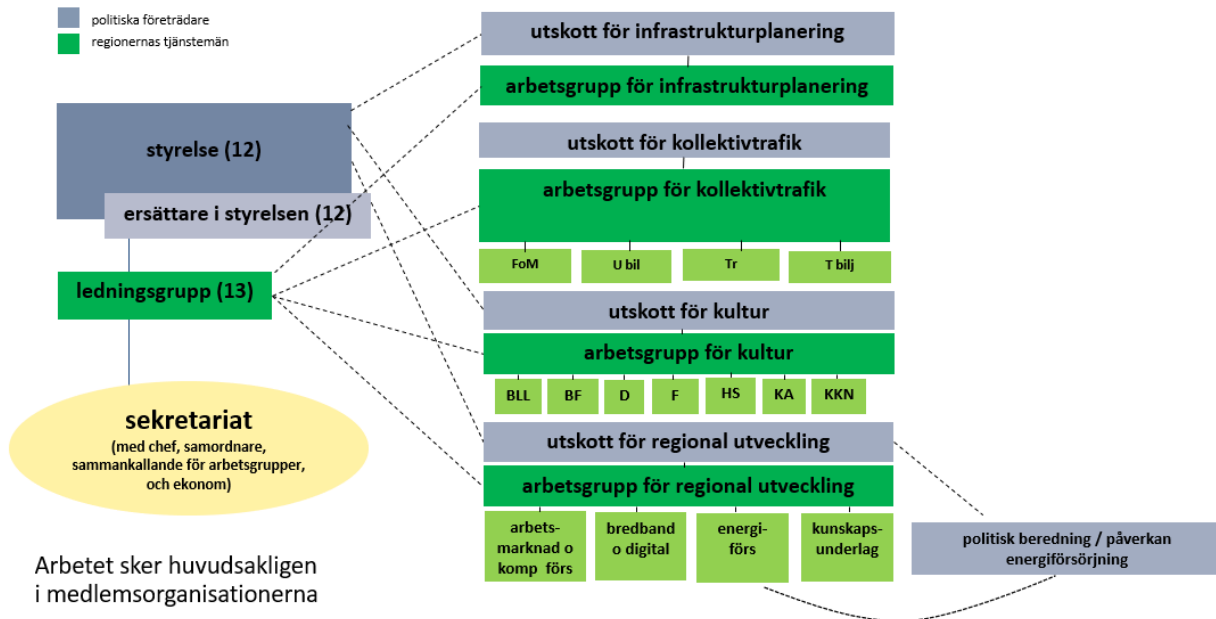 politiska företrädare
regionernas tjänstemän
styrelse (12)
ersättare i styrelsen (12)
ledningsgrupp (13)
sekretariat
(med chef, samordnare,
sammankallande för arbetsgrupper,
och ekonom)
Arbetet sker huvudsakligen
i medlemsorganisationerna
utskott för infrastrukturplanering
arbetsgrupp för infrastrukturplanering
utskott för kollektivtrafik
arbetsgrupp för kollektivtrafik
FoM
U bil
Tr
T bilj
utskott för kultur
arbetsgrupp för kultur
BLL
BF
D
F
HS
KA
KKN
utskott för regional utveckling
arbetsgrupp för regional utveckling
arbets-
marknad o
komp förs
bredband
o digital
energi-
förs
kunskaps-
underlag
politisk beredning / påverkan
energiförsörjning